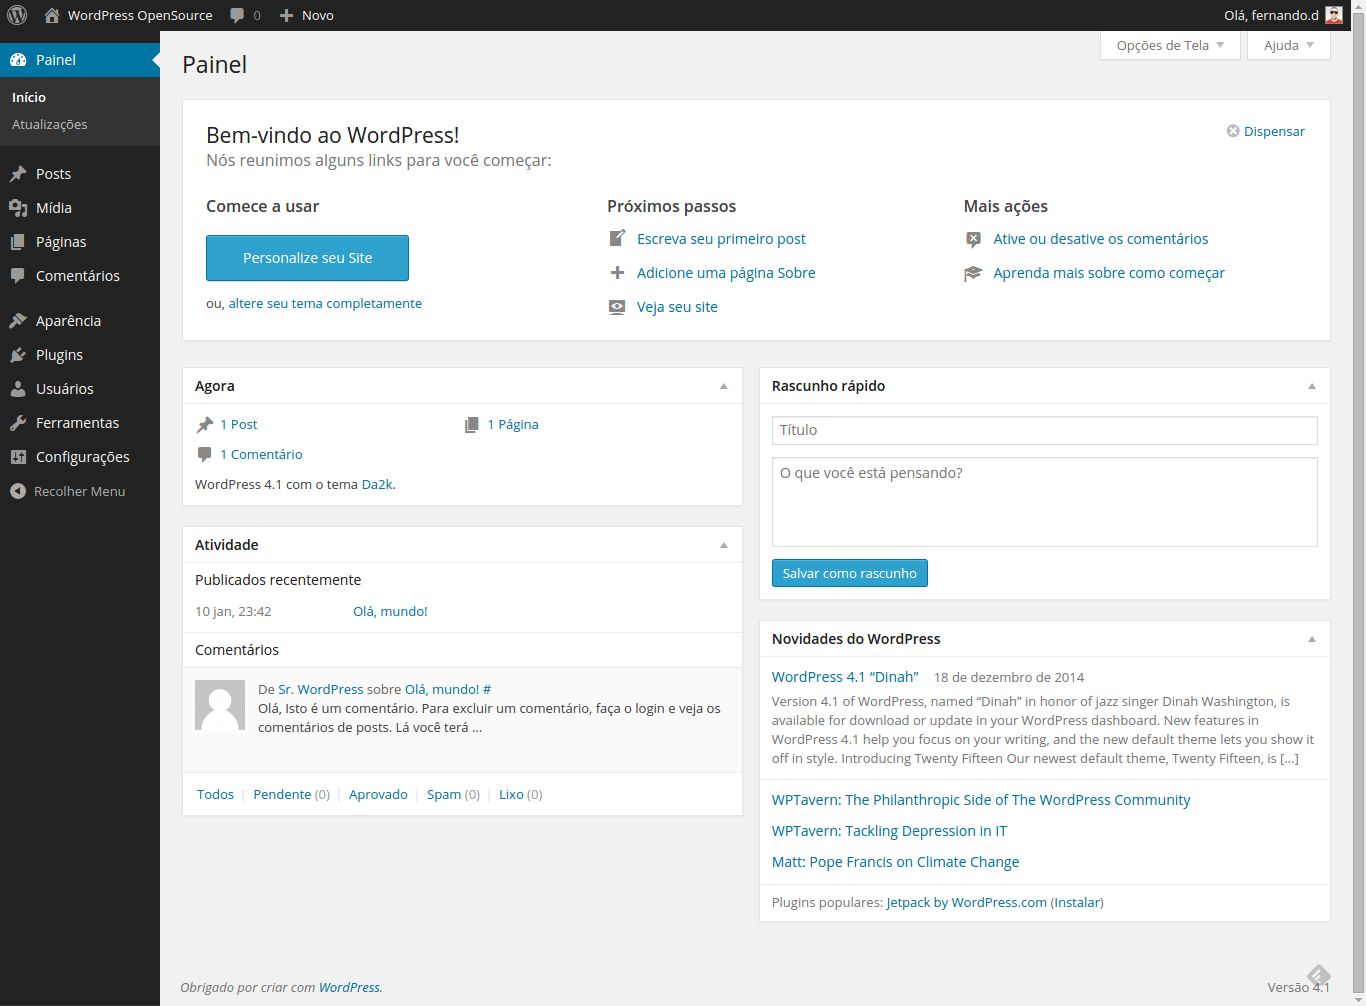 WordPress OpenSource 0 Novo Olá, fernando.d
Opções de Tela Ajuda
Painel
Início
Atualizações
Posts
Mídia
Páginas
Comentários
Aparência
Plugins
Usuários
Ferramentas
Configurações
Recolher Menu
Painel
Bem-vindo ao WordPress!
Dispensar
Nós reunimos alguns links para você começar:
Comece a usar
Personalize seu Site
ou, altere seu tema completamente
Próximos passos
Escreva seu primeiro post
Adicione uma página Sobre
Veja seu site
Mais ações
Ative ou desative os comentários
Aprenda mais sobre como começar
Agora
1 Post 1 Página
1 Comentário
WordPress 4.1 com o tema Da2k.
Atividade
Publicados recentemente
10 jan, 23:42 Olá, mundo!
Comentários
De Sr. WordPress sobre Olá, mundo! #
Olá, Isto é um comentário. Para excluir um comentário, faça o login e veja os
comentários de posts. Lá você terá ...
Todos | Pendente (0) | Aprovado | Spam (0) | Lixo (0)
Rascunho rápido
Título
O que você está pensando?
Salvar como rascunho
Novidades do WordPress
WordPress 4.1 “Dinah” 18 de dezembro de 2014
Version 4.1 of WordPress, named “Dinah” in honor of jazz singer Dinah Washington, is
available for download or update in your WordPress dashboard. New features in
WordPress 4.1 help you focus on your writing, and the new default theme lets you show it
off in style. Introducing Twenty Fifteen Our newest default theme, Twenty Fifteen, is [...]
WPTavern: The Philanthropic Side of The WordPress Community
WPTavern: Tackling Depression in IT
Matt: Pope Francis on Climate Change
Plugins populares: Jetpack by WordPress.com (Instalar)
Obrigado por criar com WordPress.
Versão 4.1